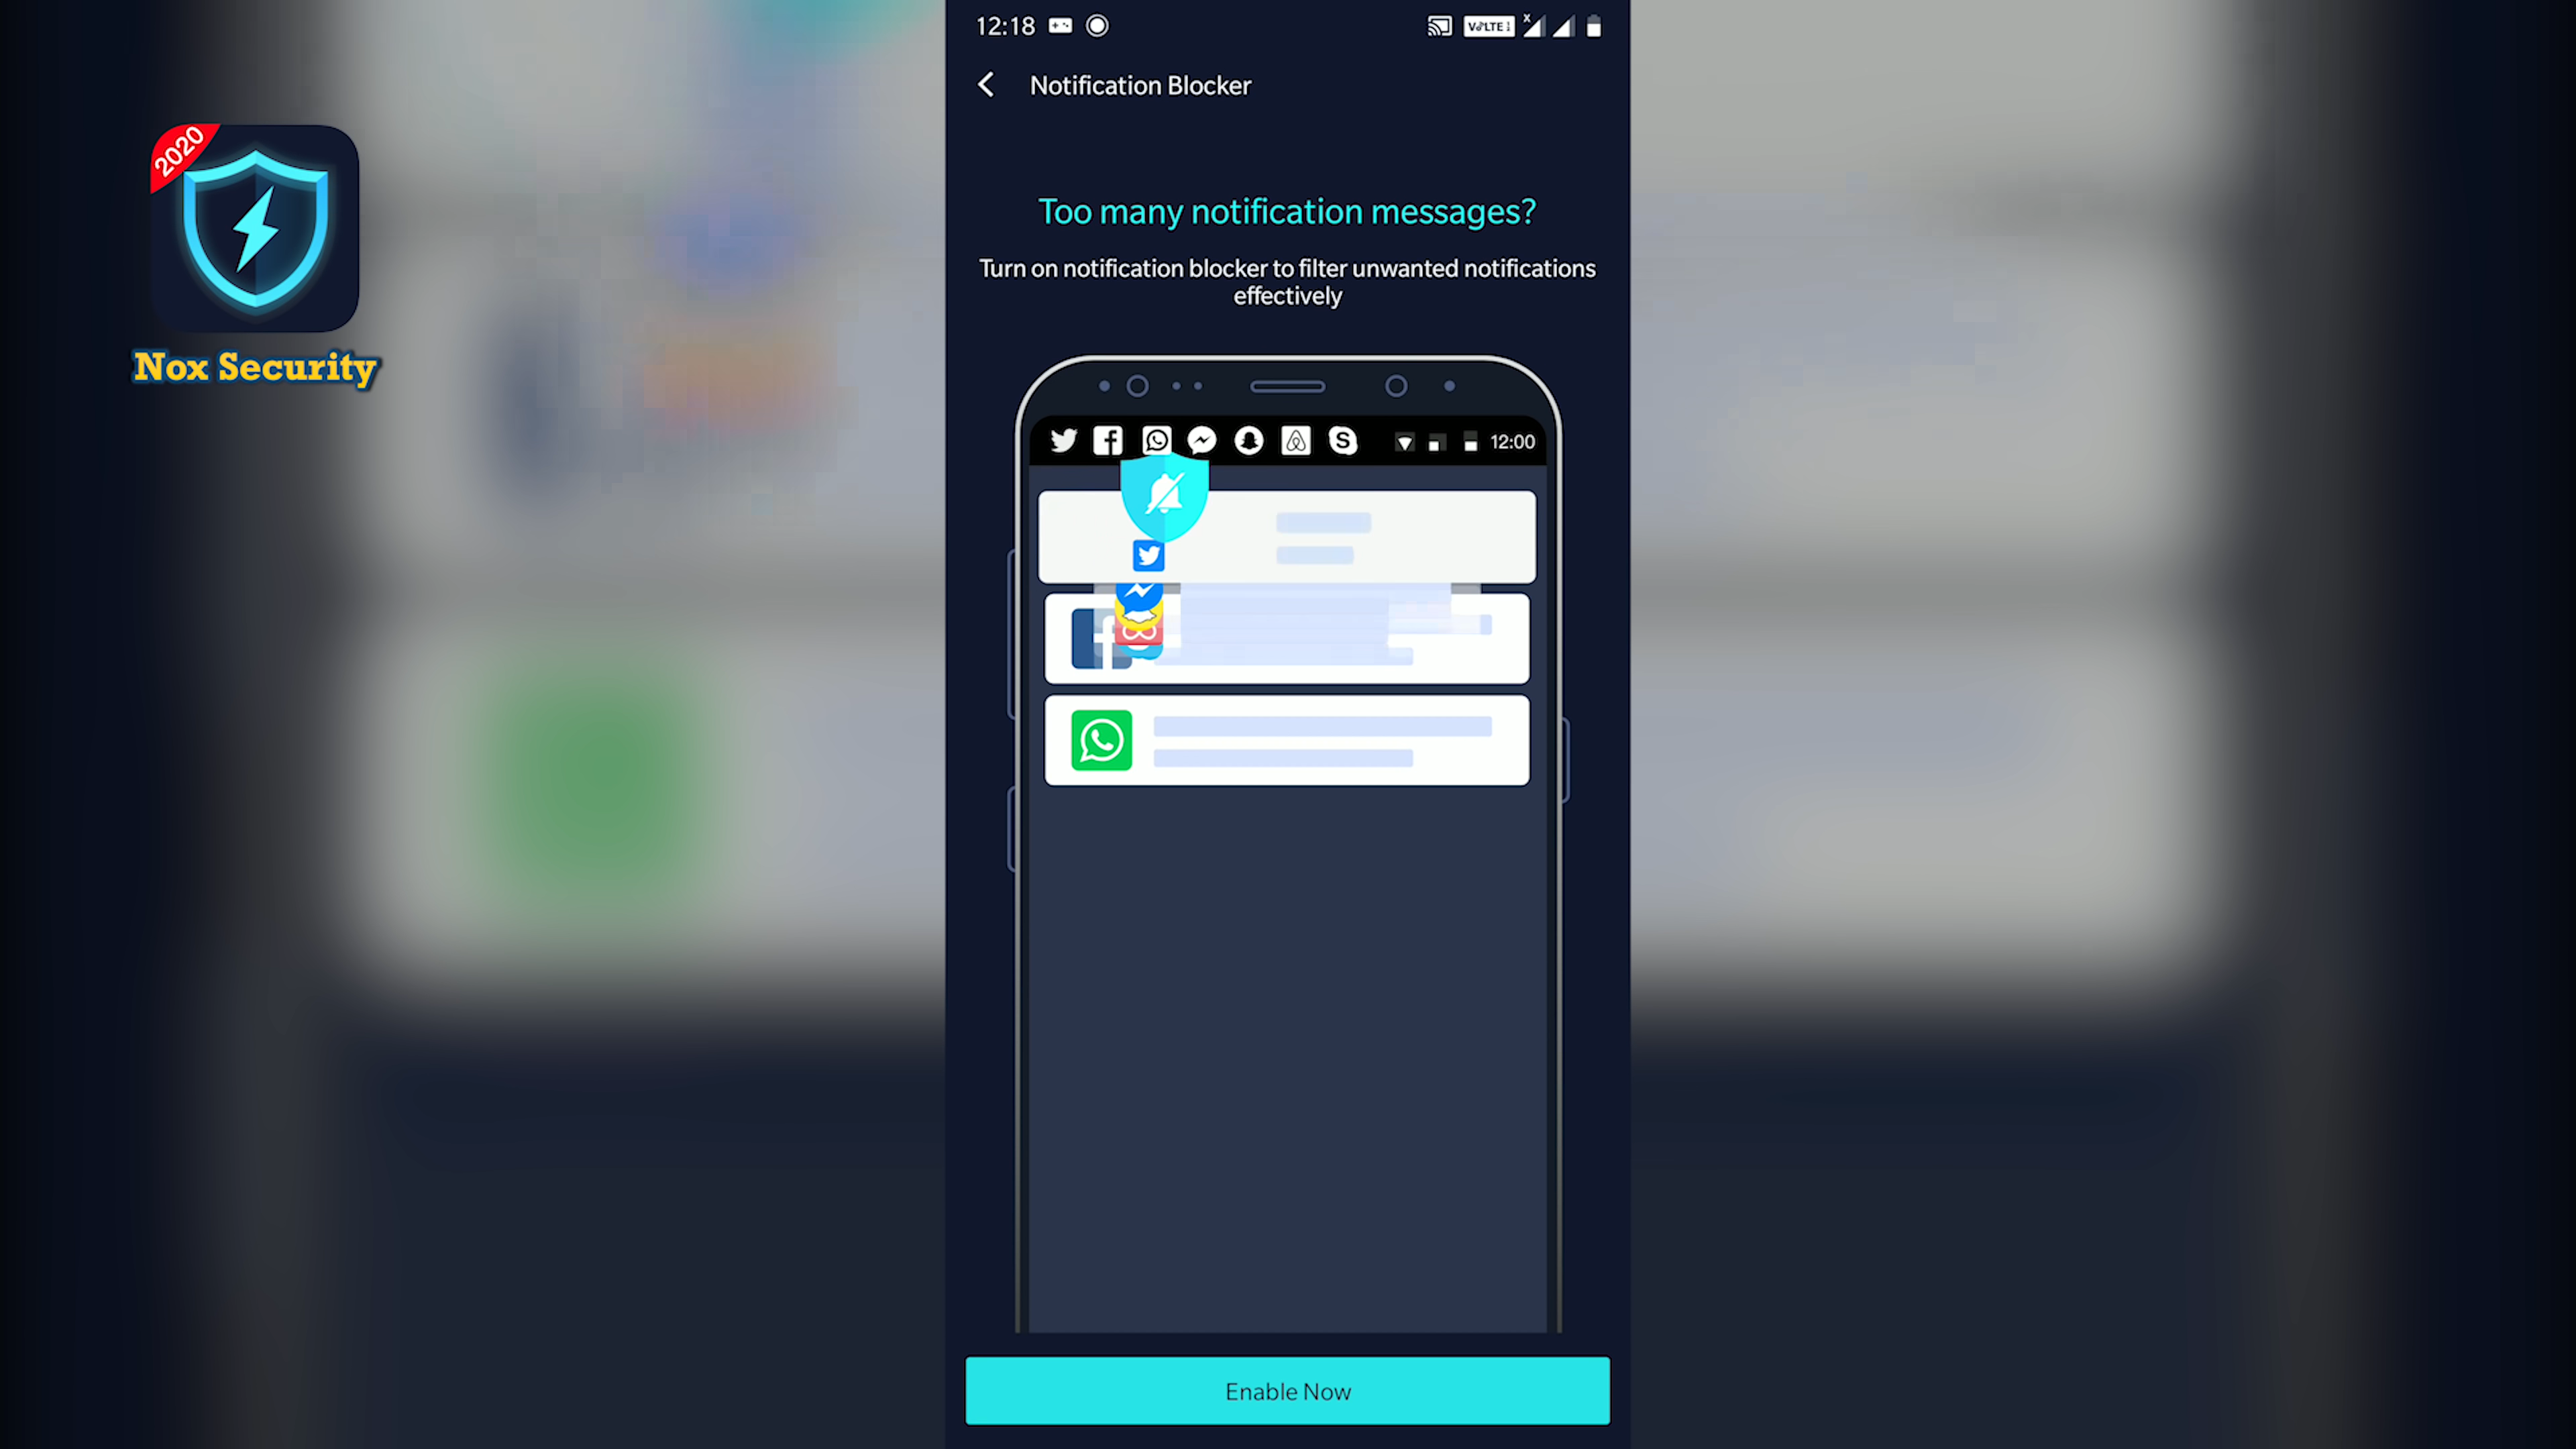 2020
Nox Security
12:18
VoLTE 1
Notification Blocker
Too many notification messages?
Turn on notification blocker to filter unwanted notifications
effectively
12:00
Enable Now